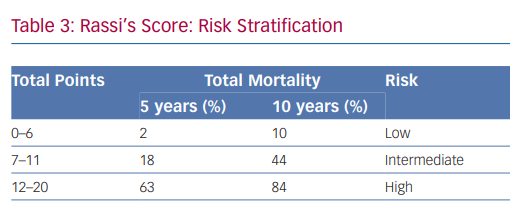 Table 3: Rassi's Score: Risk Stratification
Total Points Total Mortality Risk
5 years (%) 10 years (%)
0–6 2 10 Low
7–11 18 44 Intermediate
12–20 63 84 High